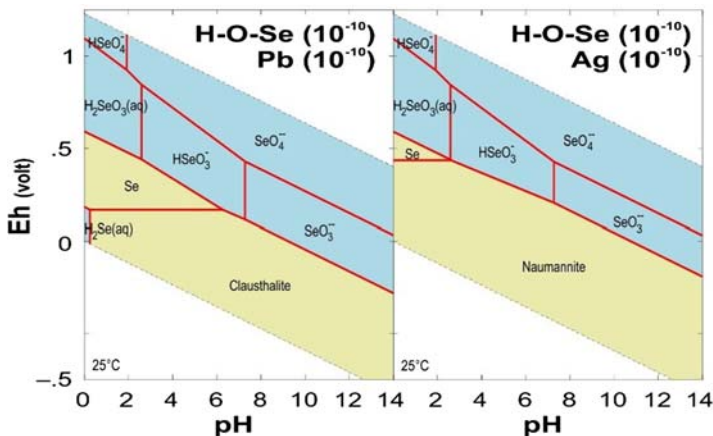 H-O-Se (10⁻¹⁰)
Pb (10⁻¹⁰)
HSeO₄⁻
H₂SeO₃(aq)
SeO₄⁻⁻
HSeO₃⁻
Se
SeO₃⁻⁻
H₂Se(aq)
Clausthalite
25°C
Eh (volt)
1
.5
0
–.5
0 2 4 6 8 10 12 14
pH
H-O-Se (10⁻¹⁰)
Ag (10⁻¹⁰)
HSeO₄⁻
H₂SeO₃(aq)
SeO₄⁻⁻
Se
HSeO₃⁻
SeO₃⁻⁻
Naumannite
25°C
0 2 4 6 8 10 12 14
pH